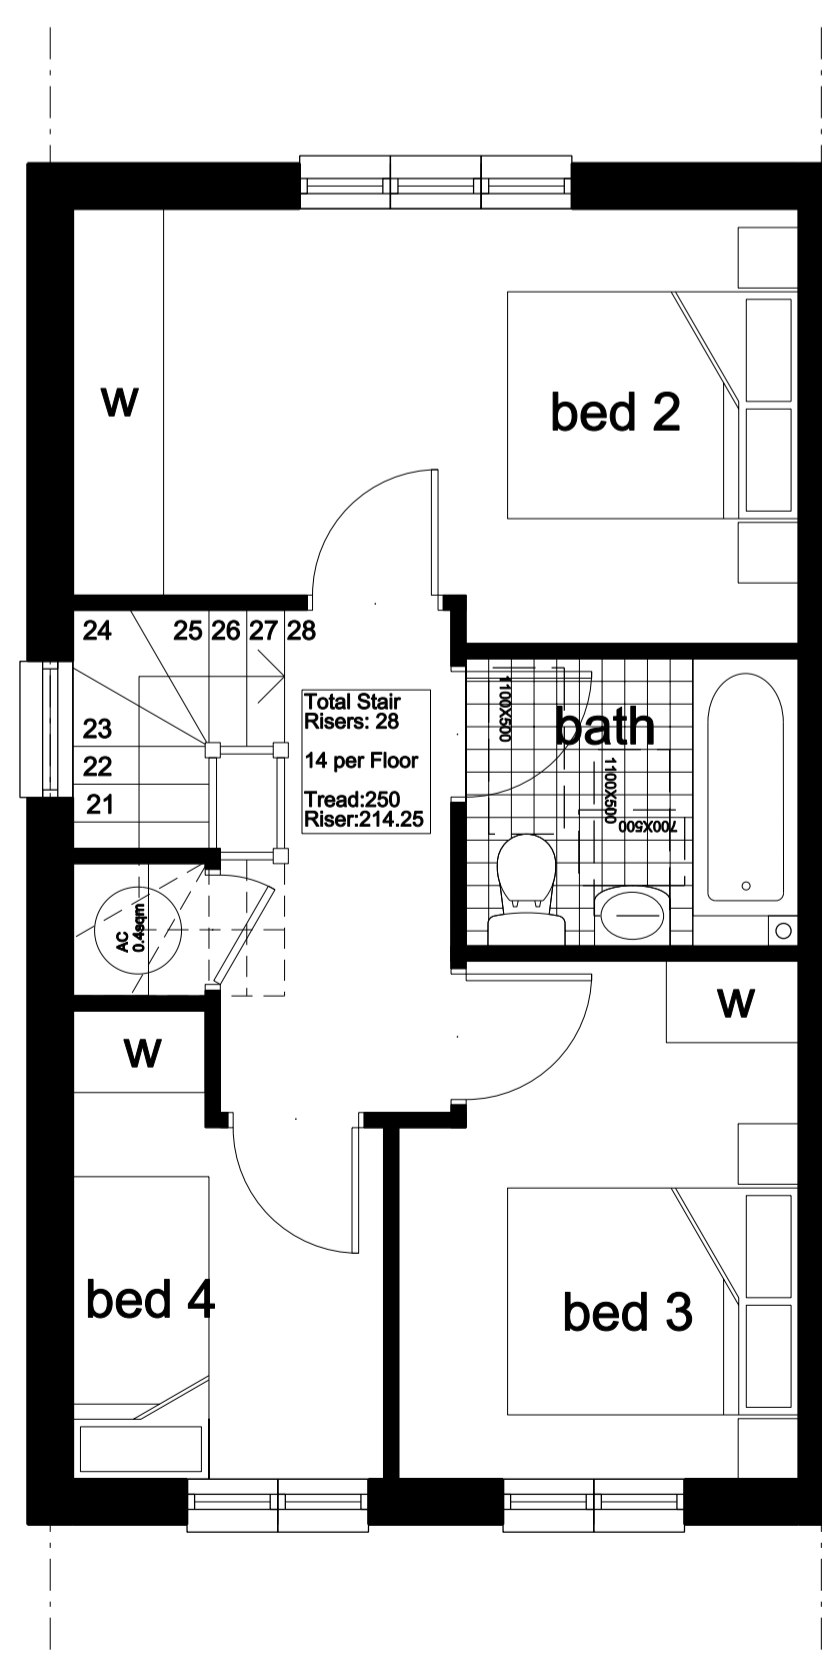 W
bed 2
24 25 26 27 28
23
22
21
Total Stair
Risers: 28
14 per Floor
Tread:250
Riser:214.25
1100X500
bath
1100X500
700X500
AC
0.4sqm
W
W
bed 4
bed 3